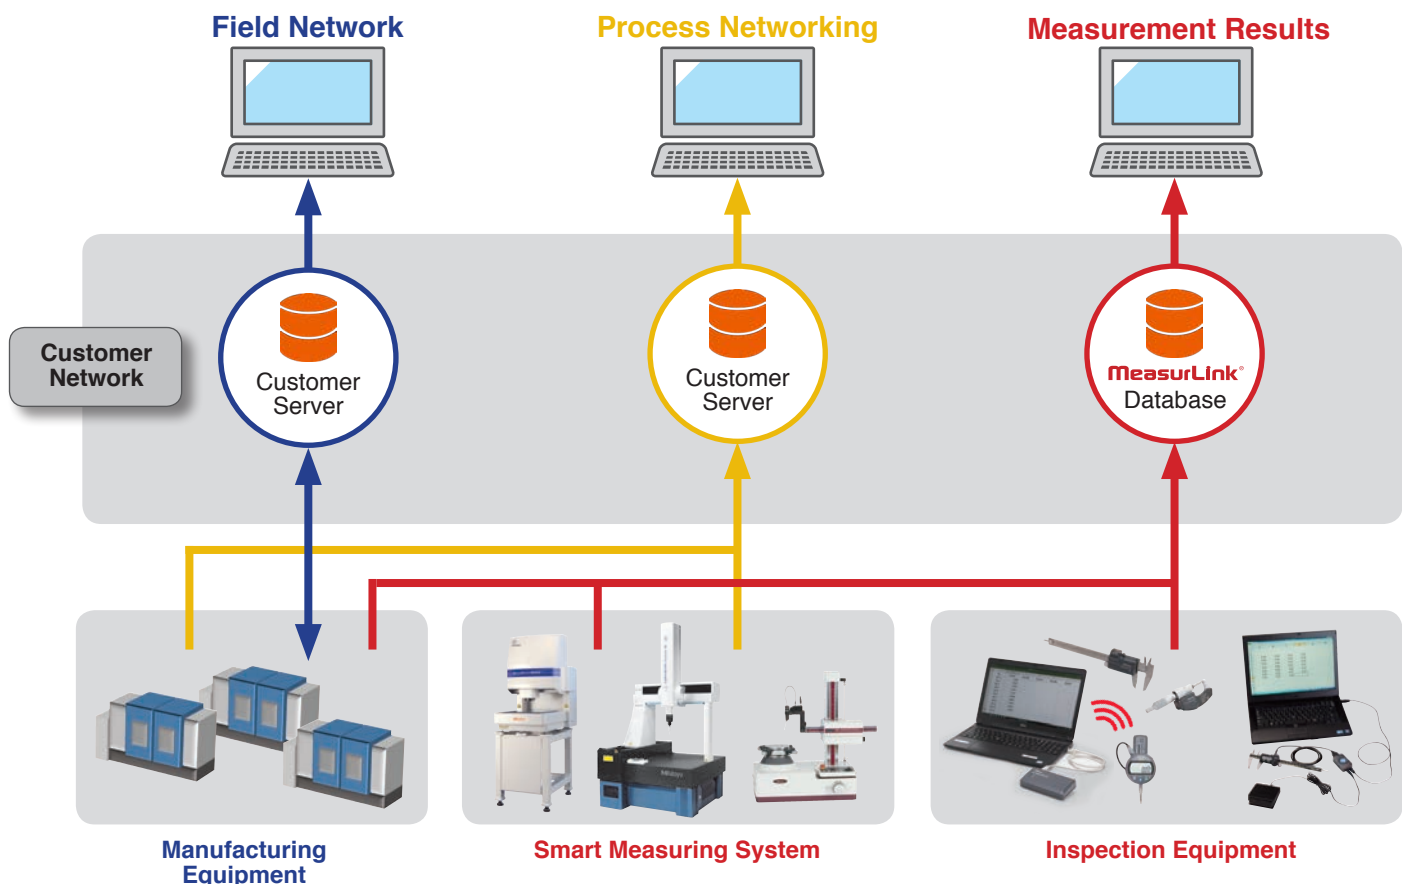 Field Network
Process Networking
Measurement Results
Customer
Network
Customer
Server
Customer
Server
MeasurLink®
Database
Manufacturing
Equipment
Smart Measuring System
Inspection Equipment